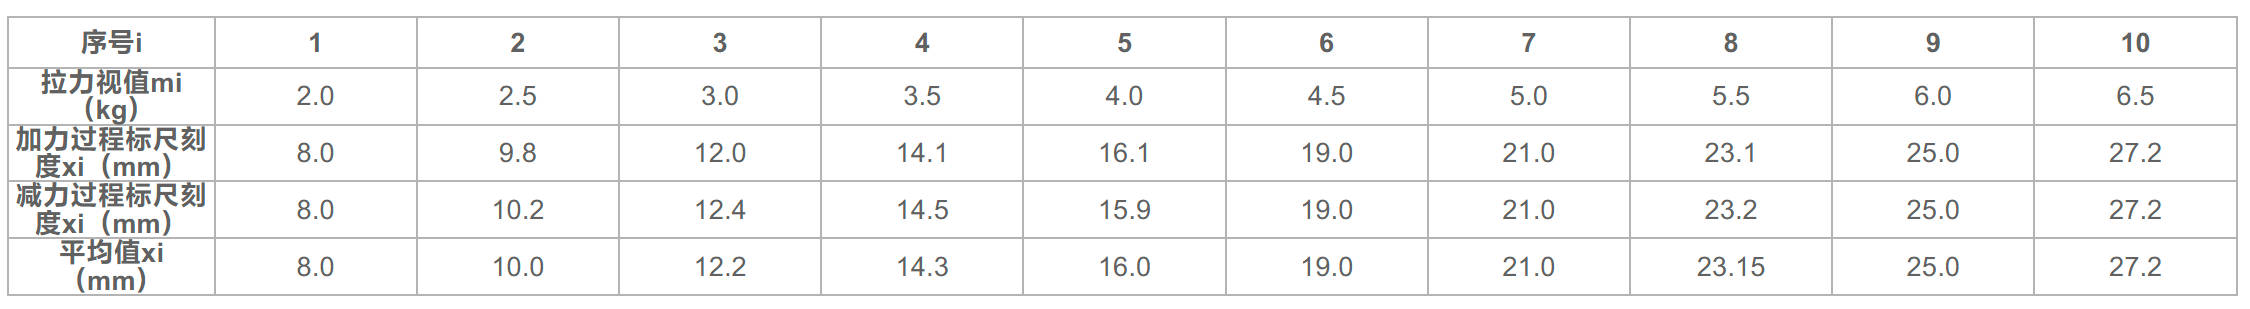 序号i 1 2 3 4 5 6 7 8 9 10
拉力视值mi
（kg） 2.0 2.5 3.0 3.5 4.0 4.5 5.0 5.5 6.0 6.5
加力过程标尺刻
度xi（mm） 8.0 9.8 12.0 14.1 16.1 19.0 21.0 23.1 25.0 27.2
减力过程标尺刻
度xi（mm） 8.0 10.2 12.4 14.5 15.9 19.0 21.0 23.2 25.0 27.2
平均值xi
（mm） 8.0 10.0 12.2 14.3 16.0 19.0 21.0 23.15 25.0 27.2